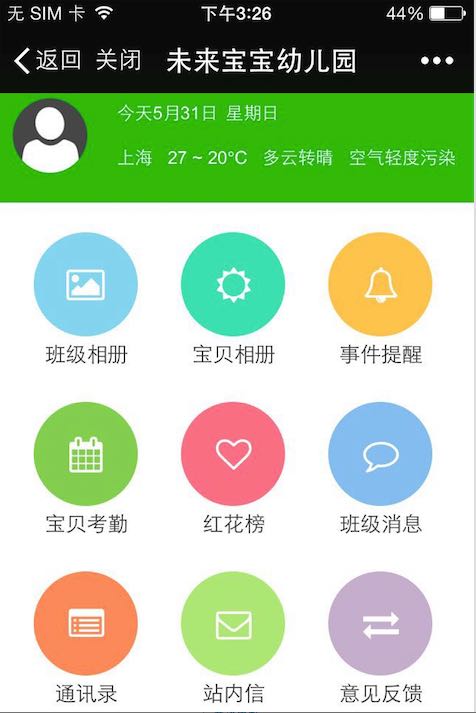 无 SIM 卡 下午3:26 44%
返回 关闭 未来宝宝幼儿园
今天5月31日 星期日
上海 27 ~ 20°C 多云转晴 空气轻度污染
班级相册 宝贝相册 事件提醒
宝贝考勤 红花榜 班级消息
通讯录 站内信 意见反馈